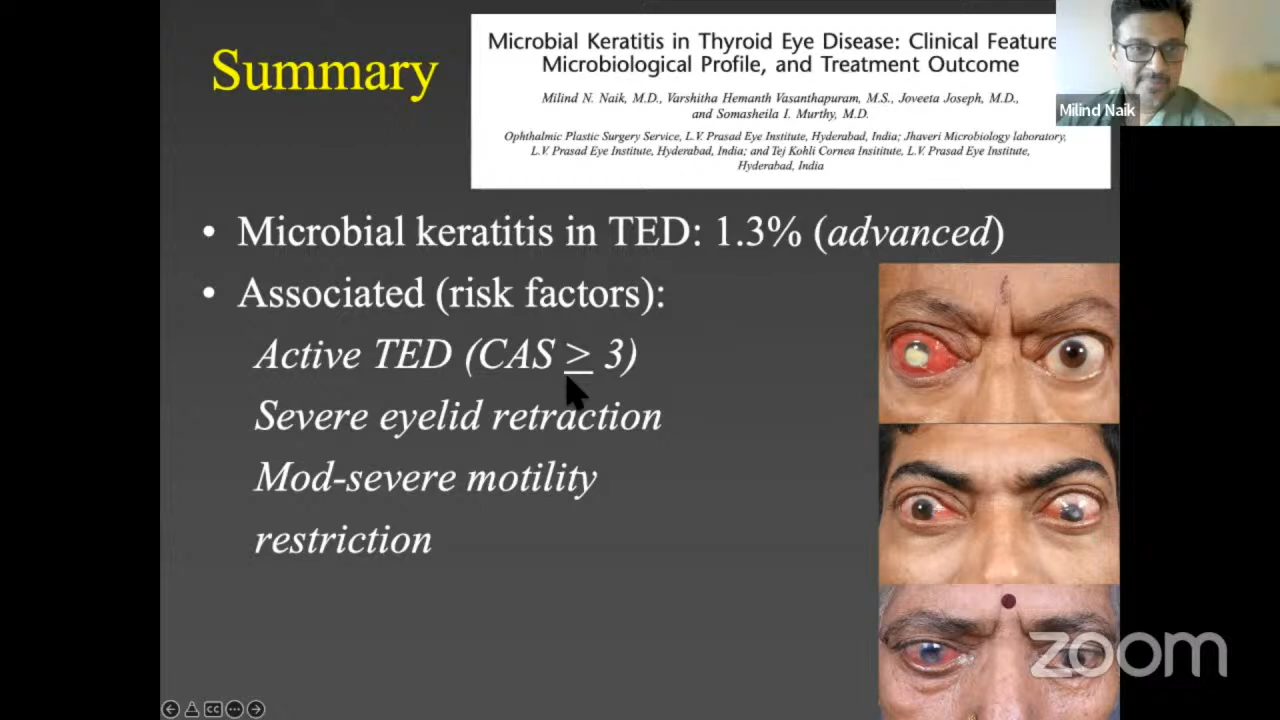 Summary
Microbial Keratitis in Thyroid Eye Disease: Clinical Feature
Microbiological Profile, and Treatment Outcome
Milind N. Naik, M.D., Varshitha Hemanth Vasanthapuram, M.S., Joveeta Joseph, M.D.,
and Somasheila I. Murthy, M.D.
Ophthalmic Plastic Surgery Service, L.V. Prasad Eye Institute, Hyderabad, India; Jhaveri Microbiology laboratory,
L.V. Prasad Eye Institute, Hyderabad, India; and Tej Kohli Cornea Insititute, L.V. Prasad Eye Institute,
Hyderabad, India
Milind Naik
• Microbial keratitis in TED: 1.3% (advanced)
• Associated (risk factors):
Active TED (CAS ≥ 3)
Severe eyelid retraction
Mod-severe motility
restriction
zoom
CC